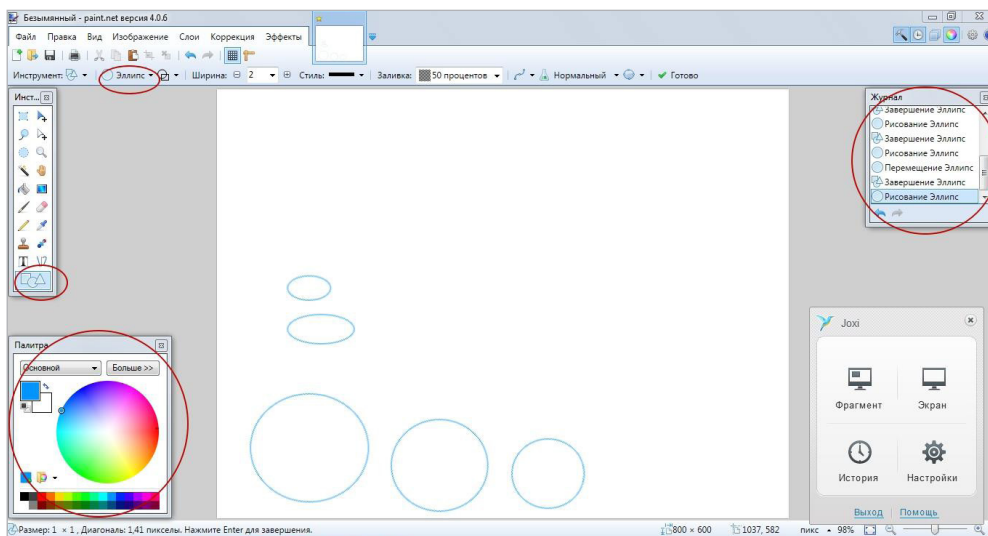 Безымянный - paint.net версия 4.0.6
Файл Правка Вид Изображение Слои Коррекция Эффекты
Инструмент: Эллипс Ширина: 2 Стиль: Заливка: 50 процентов Нормальный Готово
Инст...
T
Журнал
Завершение Эллипс
Рисование Эллипс
Завершение Эллипс
Рисование Эллипс
Перемещение Эллипс
Завершение Эллипс
Рисование Эллипс
Палитра
Основной Больше >>
Joxi
Фрагмент Экран
История Настройки
Выход Помощь
Размер: 1 × 1 , Диагональ: 1,41 пикселы. Нажмите Enter для завершения. 800 × 600 1037, 582 пикс 98%